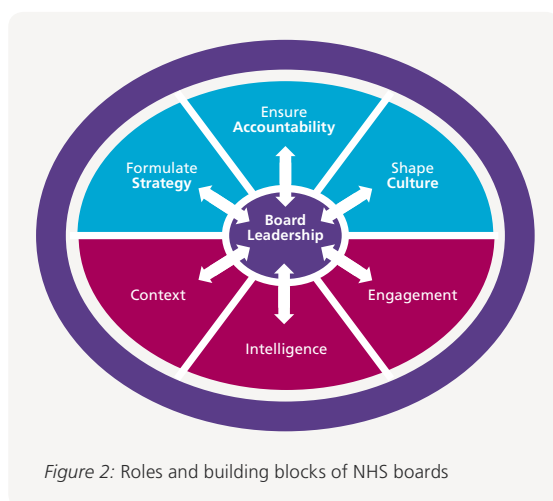 Ensure
Accountability
Formulate
Strategy
Shape
Culture
Board
Leadership
Context
Engagement
Intelligence
Figure 2: Roles and building blocks of NHS boards